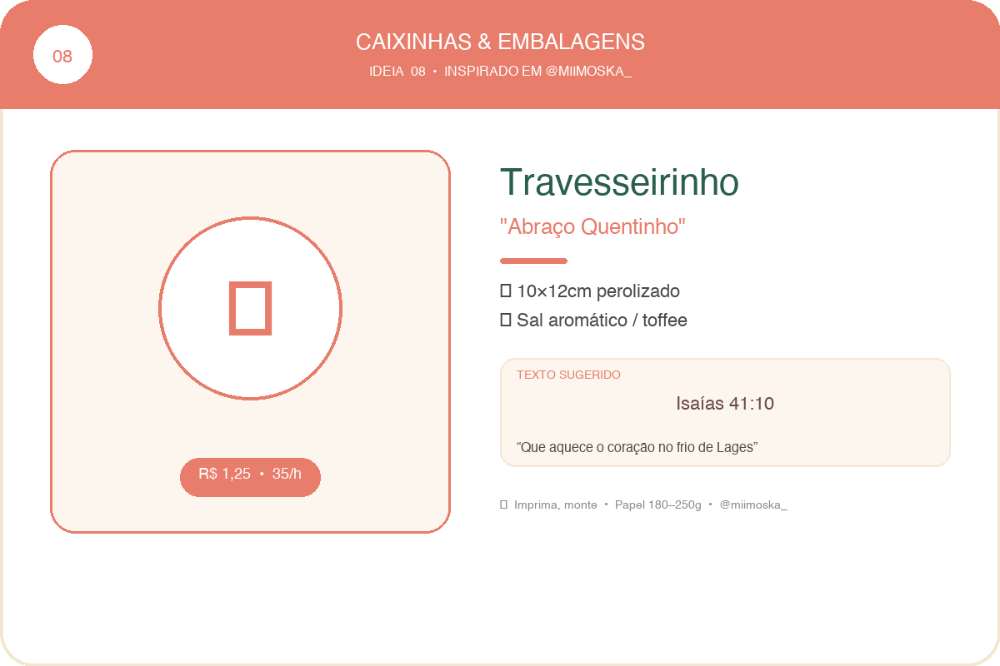 08
CAIXINHAS & EMBALAGENS
IDEIA 08 • INSPIRADO EM @MIIMOSKA_
Travesseirinho
"Abraço Quentinho"
10×12cm perolizado
Sal aromático / toffee
TEXTO SUGERIDO
Isaías 41:10
“Que aquece o coração no frio de Lages”
R$ 1,25 • 35/h
Imprima, monte • Papel 180–250g • @miimoska_